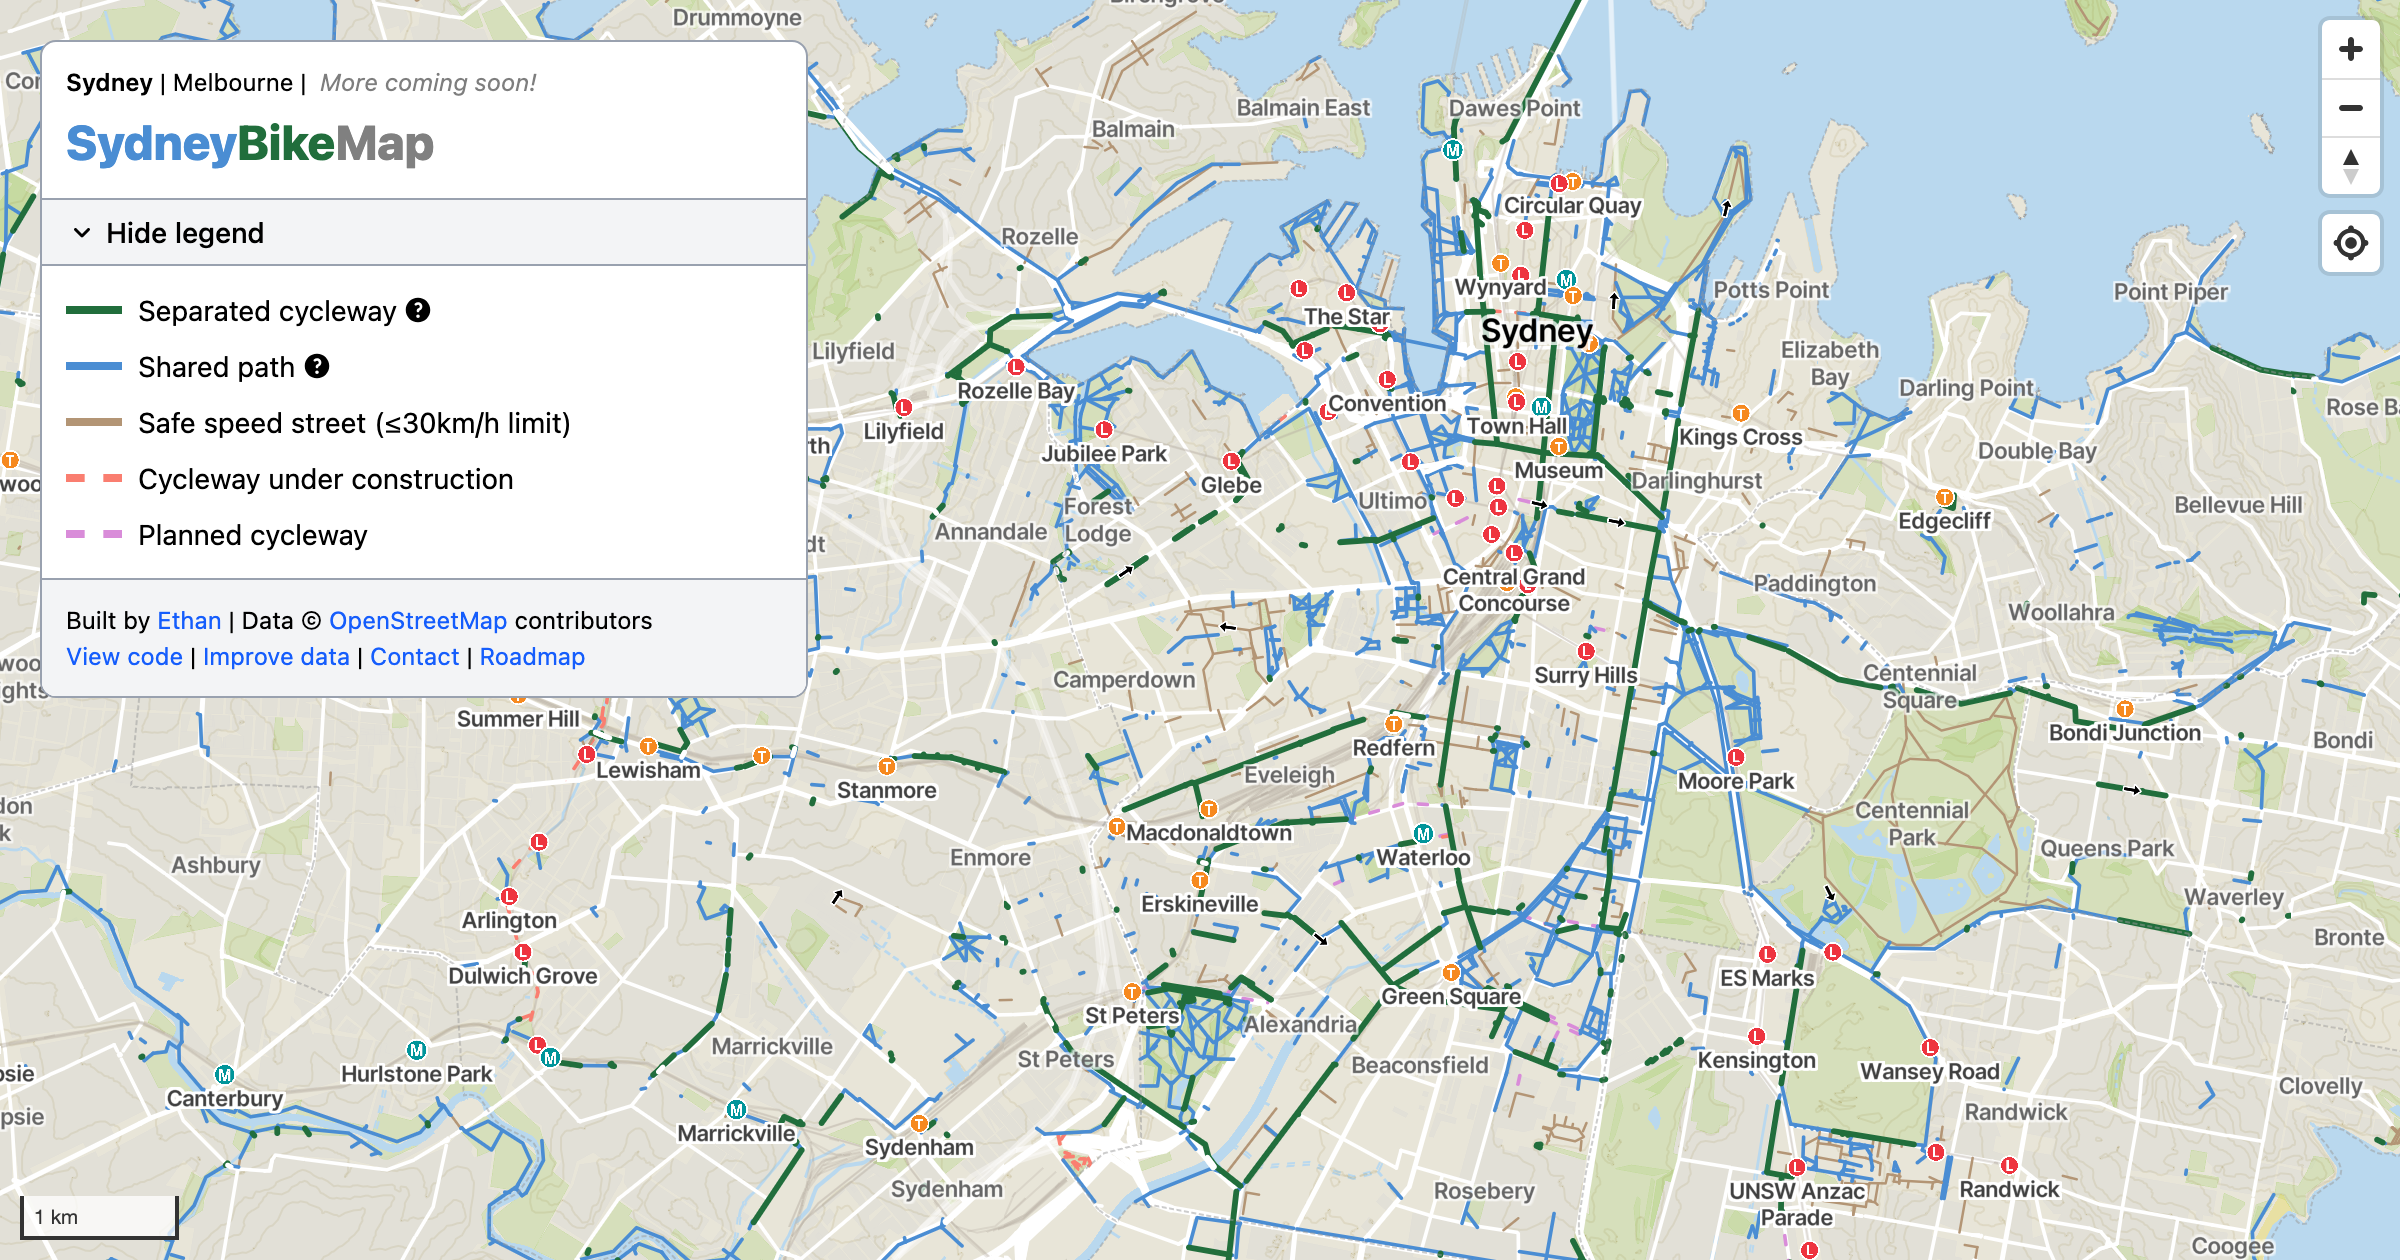 Sydney | Melbourne | More coming soon!
SydneyBikeMap
Hide legend
Separated cycleway ?
Shared path ?
Safe speed street (≤30km/h limit)
Cycleway under construction
Planned cycleway
Built by Ethan | Data © OpenStreetMap contributors
View code | Improve data | Contact | Roadmap
Drummoyne
Balmain East
Balmain
Dawes Point
Circular Quay
Rozelle
Wynyard
Potts Point
Point Piper
The Star
Sydney
Lilyfield
Elizabeth
Bay
Rozelle Bay
Darling Point
Convention
Lilyfield
Town Hall
Kings Cross
Jubilee Park
Double Bay
Museum
Glebe
Darlinghurst
Ultimo
Forest
Lodge
Annandale
Bellevue Hill
Edgecliff
Central Grand
Concourse
Paddington
Woollahra
Surry Hills
Camperdown
Centennial
Square
Summer Hill
Bondi Junction
Bondi
Redfern
Lewisham
Eveleigh
Moore Park
Stanmore
Centennial
Park
Macdonaldtown
Queens Park
Enmore
Waterloo
Ashbury
Erskineville
Waverley
Arlington
Bronte
Dulwich Grove
ES Marks
Green Square
St Peters
Alexandria
Marrickville
St Peters
Beaconsfield
Kensington
Wansey Road
Hurlstone Park
Canterbury
Clovelly
Randwick
Marrickville
Sydenham
Sydenham
Rosebery
UNSW Anzac
Parade
Randwick
Coogee
1 km